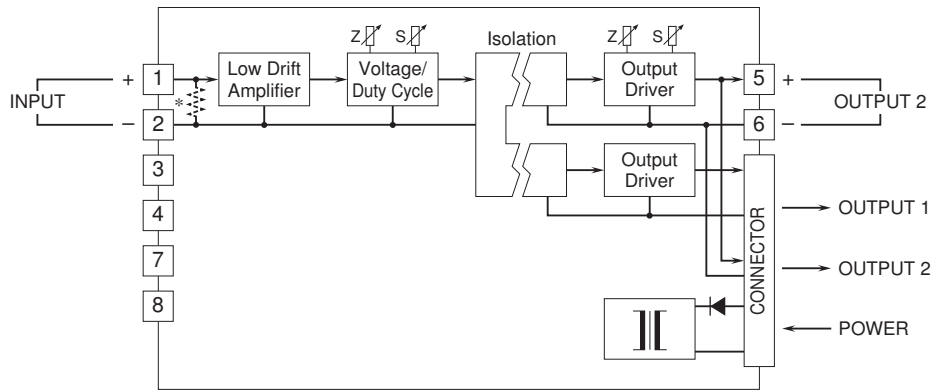 Z S Isolation Z S
+ 1 Low Drift
Amplifier
Voltage/
Duty Cycle
Output
Driver
5 +
INPUT
*
OUTPUT 2
– 2
6 –
3
Output
Driver
4
CONNECTOR
OUTPUT 1
7
OUTPUT 2
8
POWER